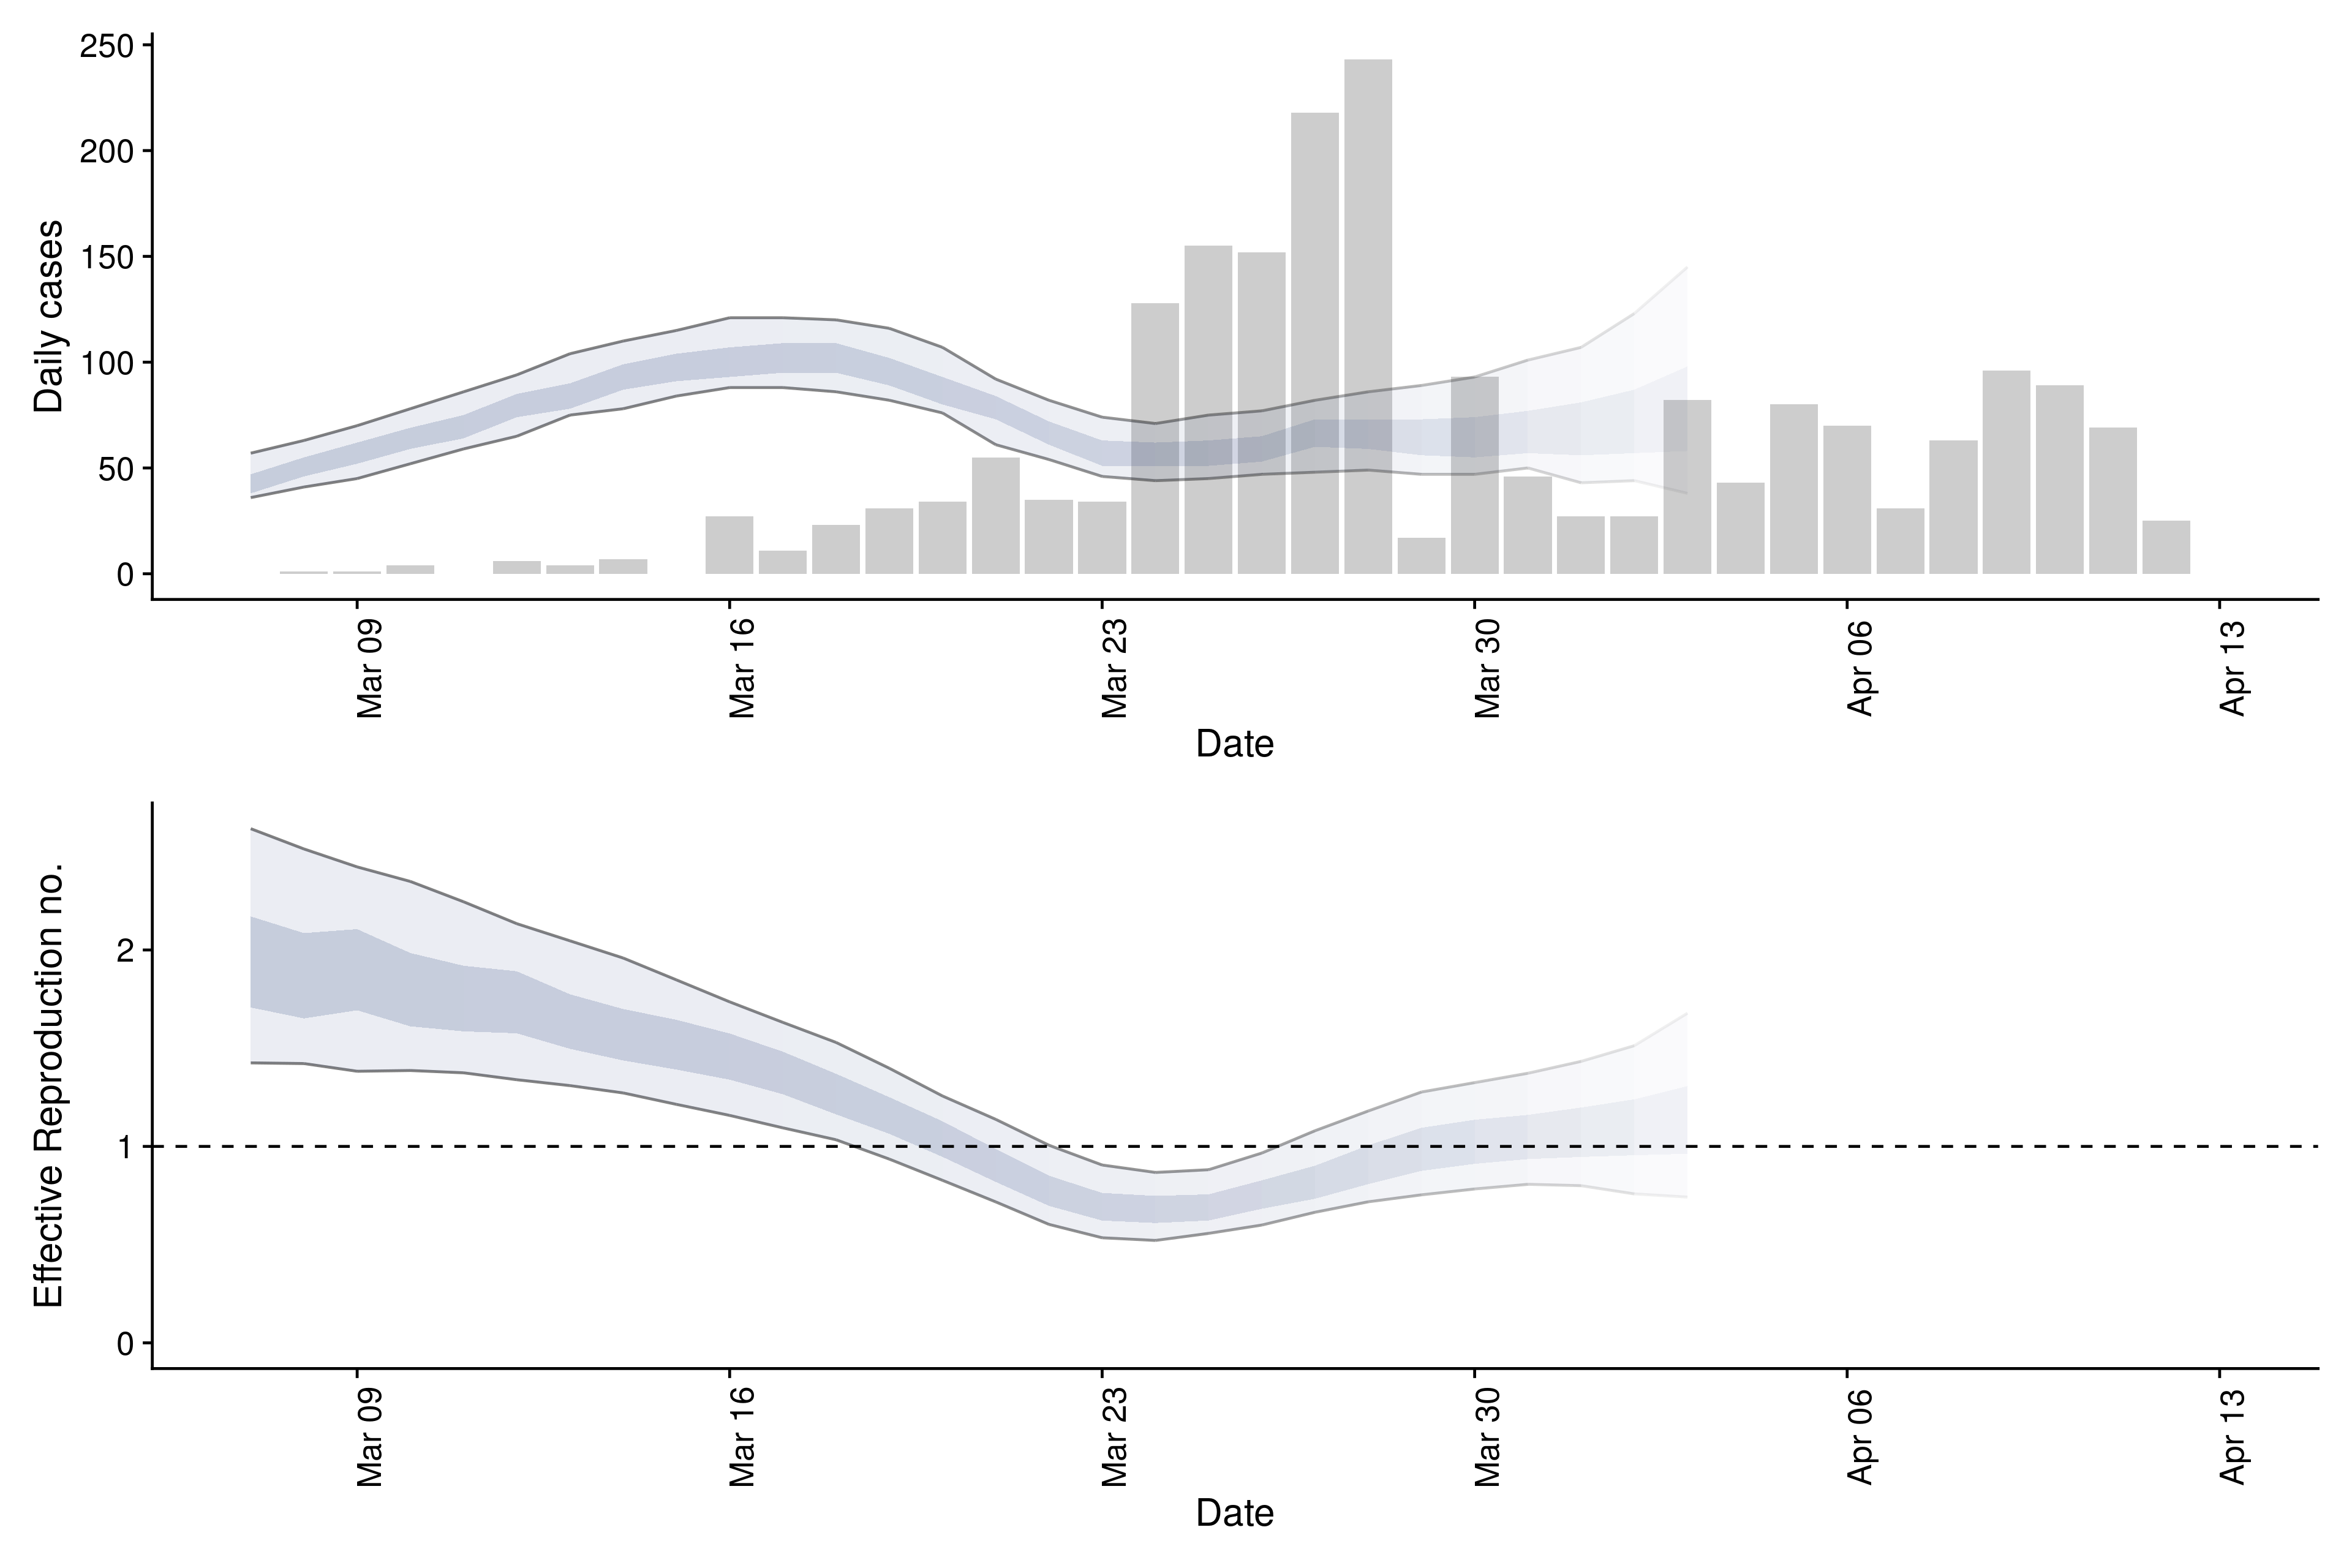 Daily cases
250
200
150
100
50
0
Mar 09
Mar 16
Mar 23
Mar 30
Apr 06
Apr 13
Date
Effective Reproduction no.
2
1
0
Mar 09
Mar 16
Mar 23
Mar 30
Apr 06
Apr 13
Date